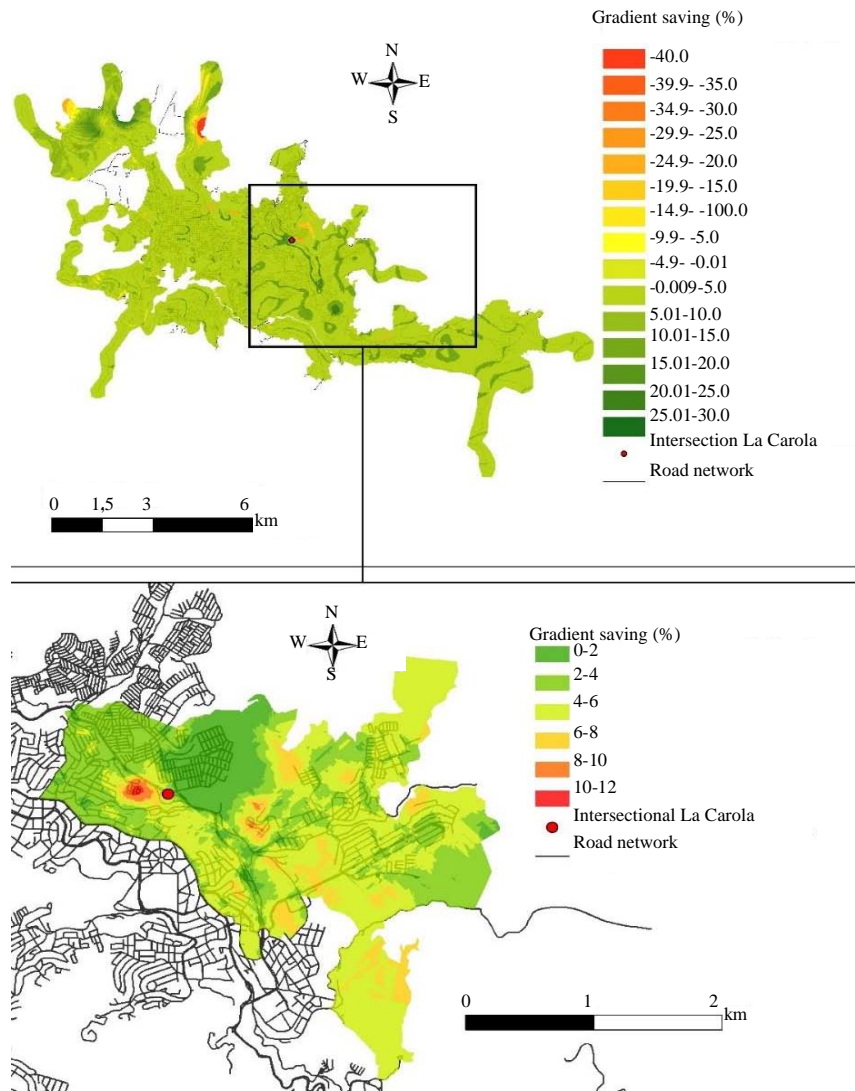 Gradient saving (%)
N
W E
S
-40.0
-39.9- -35.0
-34.9- -30.0
-29.9- -25.0
-24.9- -20.0
-19.9- -15.0
-14.9- -100.0
-9.9- -5.0
-4.9- -0.01
-0.009-5.0
5.01-10.0
10.01-15.0
15.01-20.0
20.01-25.0
25.01-30.0
Intersection La Carola
Road network
0 1,5 3 6
km
N
W E
S
Gradient saving (%)
0-2
2-4
4-6
6-8
8-10
10-12
Intersectional La Carola
Road network
0 1 2
km